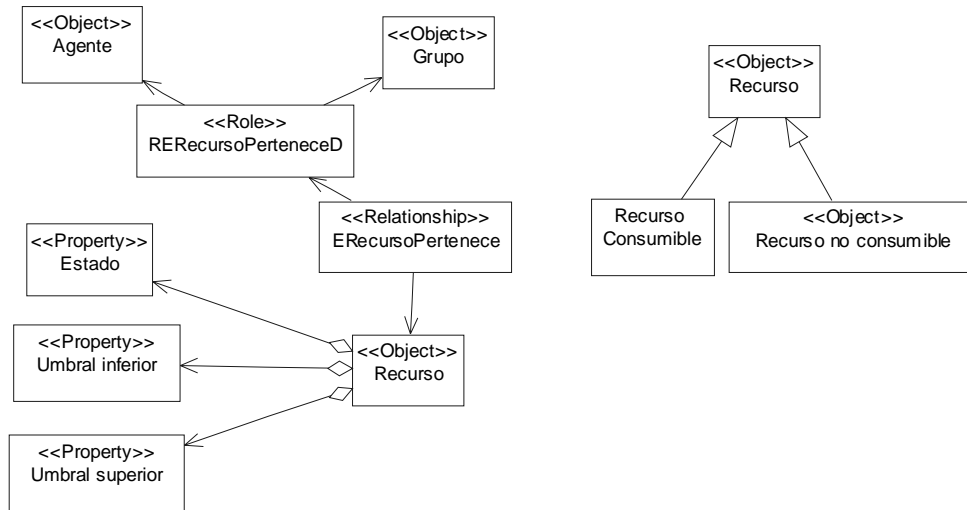 <<Object>>
Agente
<<Object>>
Grupo
<<Role>>
RERecursoPerteneceD
<<Relationship>>
ERecursoPertenece
<<Property>>
Estado
<<Property>>
Umbral inferior
<<Object>>
Recurso
<<Property>>
Umbral superior
<<Object>>
Recurso
Recurso
Consumible
<<Object>>
Recurso no consumible